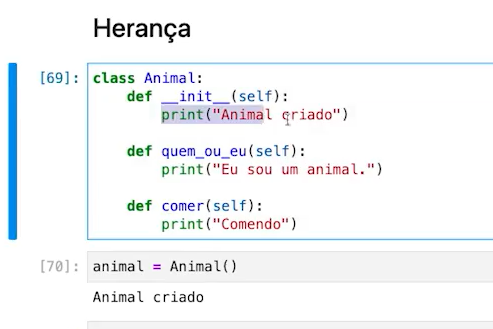 Herança
[69]:
class Animal:
    def __init__(self):
        print("Animal criado")
    def quem_ou_eu(self):
        print("Eu sou um animal.")
    def comer(self):
        print("Comendo")
[70]:
animal = Animal()
Animal criado